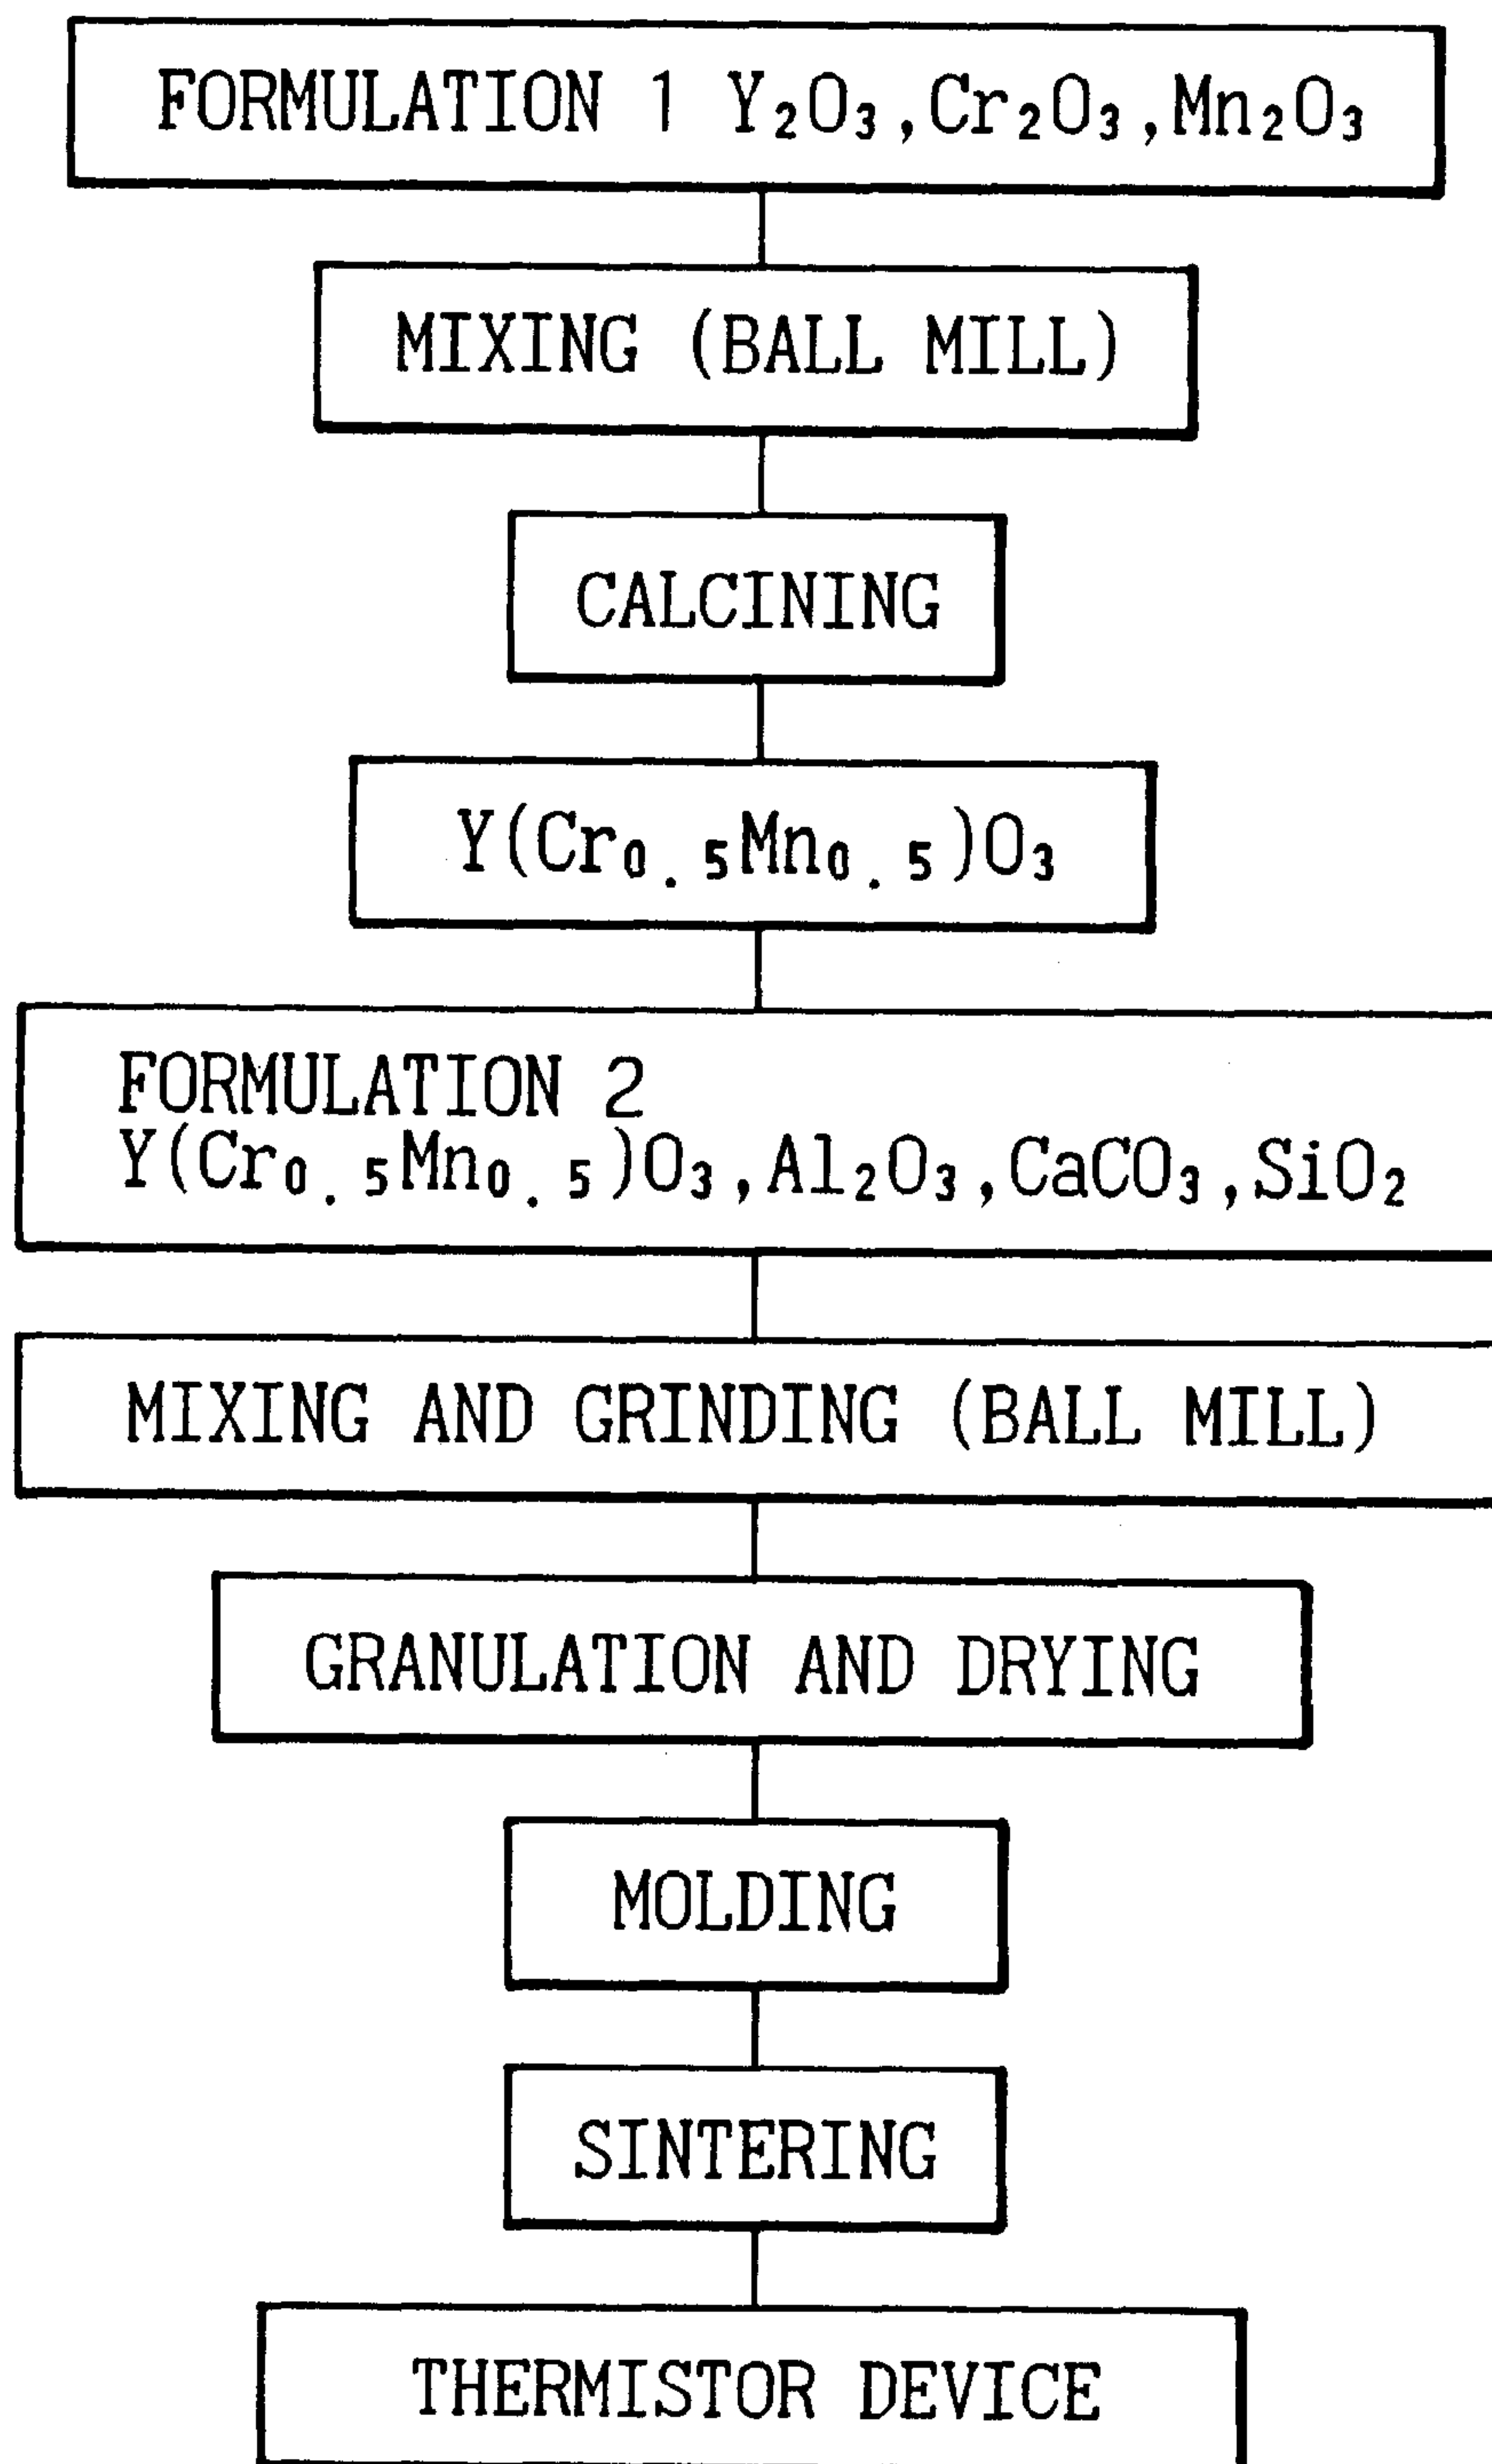 FORMULATION 1 Y₂O₃,Cr₂O₃,Mn₂O₃
MIXING (BALL MILL)
CALCINING
Y(Cr₀.₅Mn₀.₅)O₃
FORMULATION 2
Y(Cr₀.₅Mn₀.₅)O₃,Al₂O₃,CaCO₃,SiO₂
MIXING AND GRINDING (BALL MILL)
GRANULATION AND DRYING
MOLDING
SINTERING
THERMISTOR DEVICE